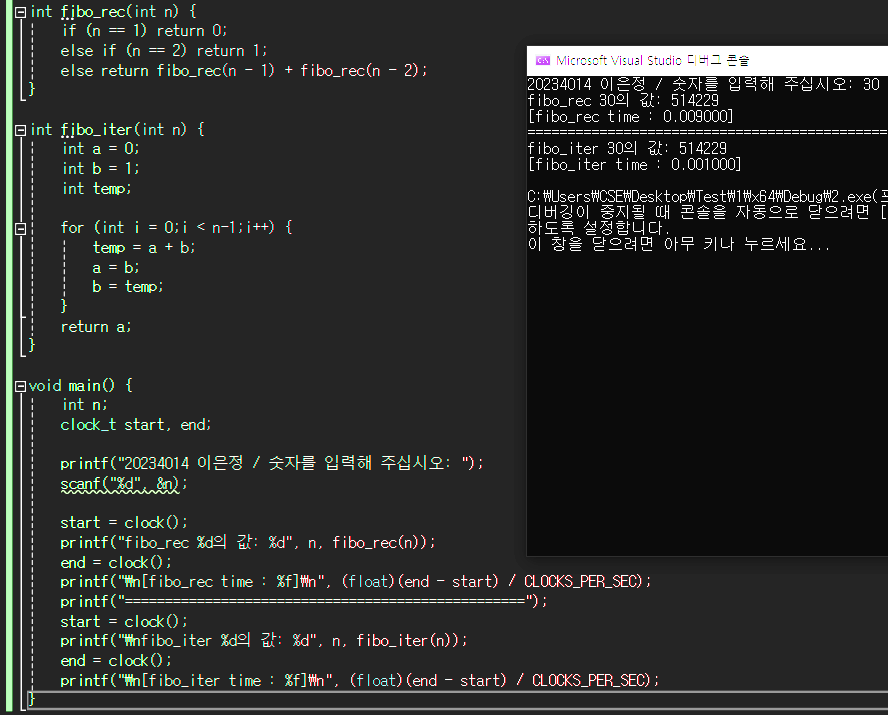 int fibo_rec(int n) {
if (n == 1) return 0;
else if (n == 2) return 1;
else return fibo_rec(n - 1) + fibo_rec(n - 2);
}
int fibo_iter(int n) {
int a = 0;
int b = 1;
int temp;
for (int i = 0;i < n-1;i++) {
temp = a + b;
a = b;
b = temp;
}
return a;
}
void main() {
int n;
clock_t start, end;
printf("20234014 이은정 / 숫자를 입력해 주십시오: ");
scanf("%d", &n);
start = clock();
printf("fibo_rec %d의 값: %d", n, fibo_rec(n));
end = clock();
printf("₩n[fibo_rec time : %f]₩n", (float)(end - start) / CLOCKS_PER_SEC);
printf("==================================================");
start = clock();
printf("₩nfibo_iter %d의 값: %d", n, fibo_iter(n));
end = clock();
printf("₩n[fibo_iter time : %f]₩n", (float)(end - start) / CLOCKS_PER_SEC);
}
Microsoft Visual Studio 디버그 콘솔
20234014 이은정 / 숫자를 입력해 주십시오: 30
fibo_rec 30의 값: 514229
[fibo_rec time : 0.009000]
=============================================
fibo_iter 30의 값: 514229
[fibo_iter time : 0.001000]
C:₩Users₩CSE₩Desktop₩Test₩1₩x64₩Debug₩2.exe(
디버깅이 중지될 때 콘솔을 자동으로 닫으려면 [
하도록 설정합니다.
이 창을 닫으려면 아무 키나 누르세요...